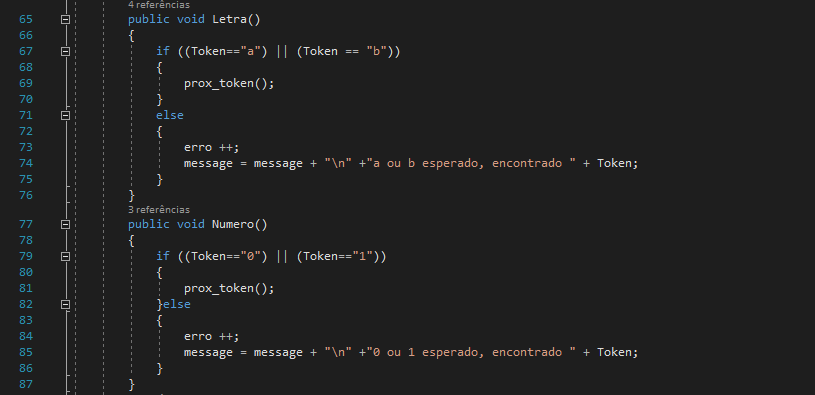 4 referências
65 public void Letra()
66 {
67 if ((Token=="a") || (Token == "b"))
68 {
69 prox_token();
70 }
71 else
72 {
73 erro ++;
74 message = message + "\n" +"a ou b esperado, encontrado " + Token;
75 }
76 }
3 referências
77 public void Numero()
78 {
79 if ((Token=="0") || (Token=="1"))
80 {
81 prox_token();
82 }else
83 {
84 erro ++;
85 message = message + "\n" +"0 ou 1 esperado, encontrado " + Token;
86 }
87 }